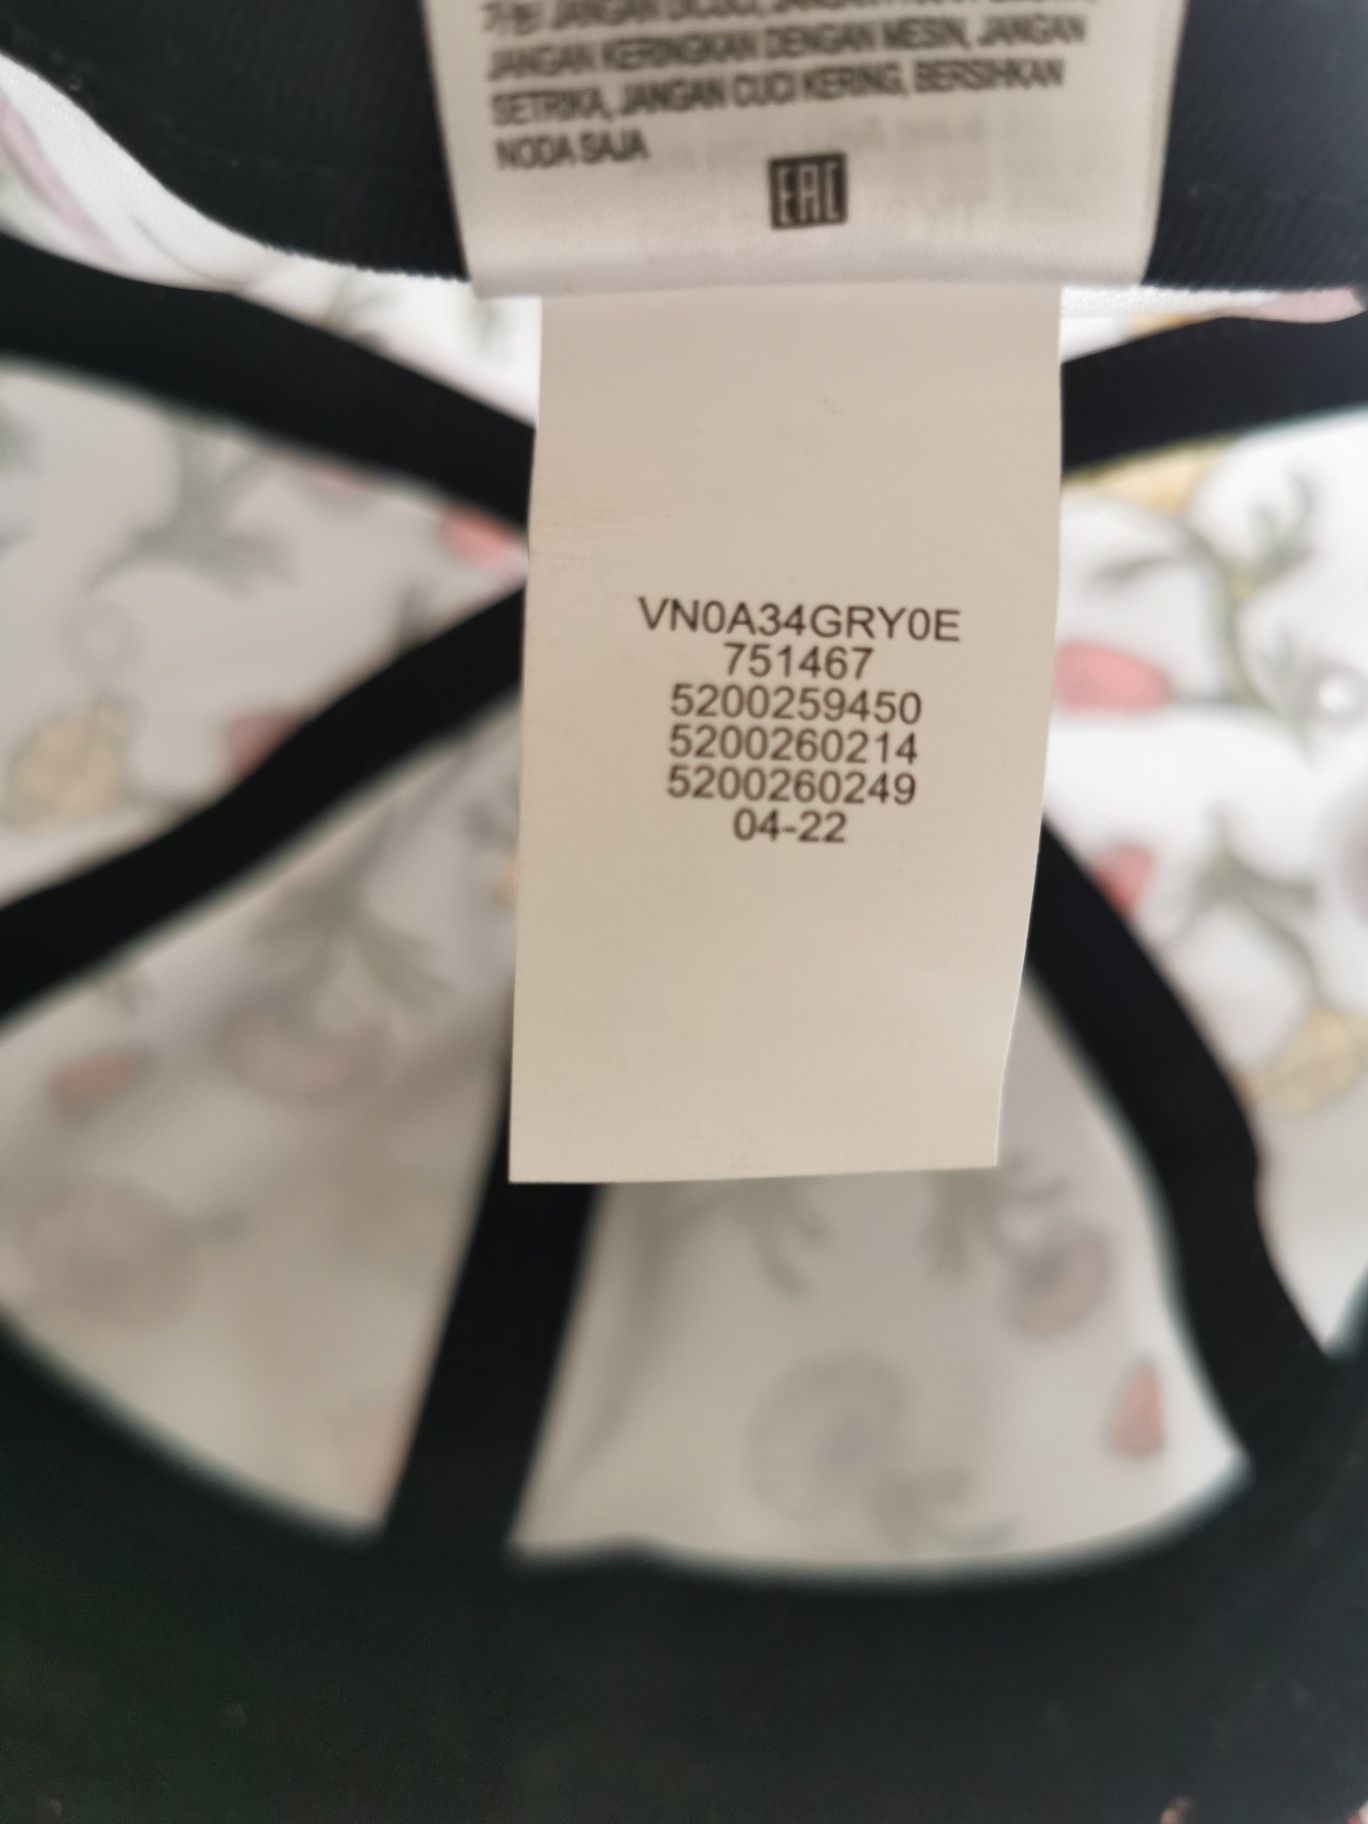 JANGAN KERINGKAN DENGAN MESIN, JANGAN
SETRIKA, JANGAN CUCI KERING, BERSIHKAN
NODA SAJA
EAC
VN0A34GRY0E
751467
5200259450
5200260214
5200260249
04-22